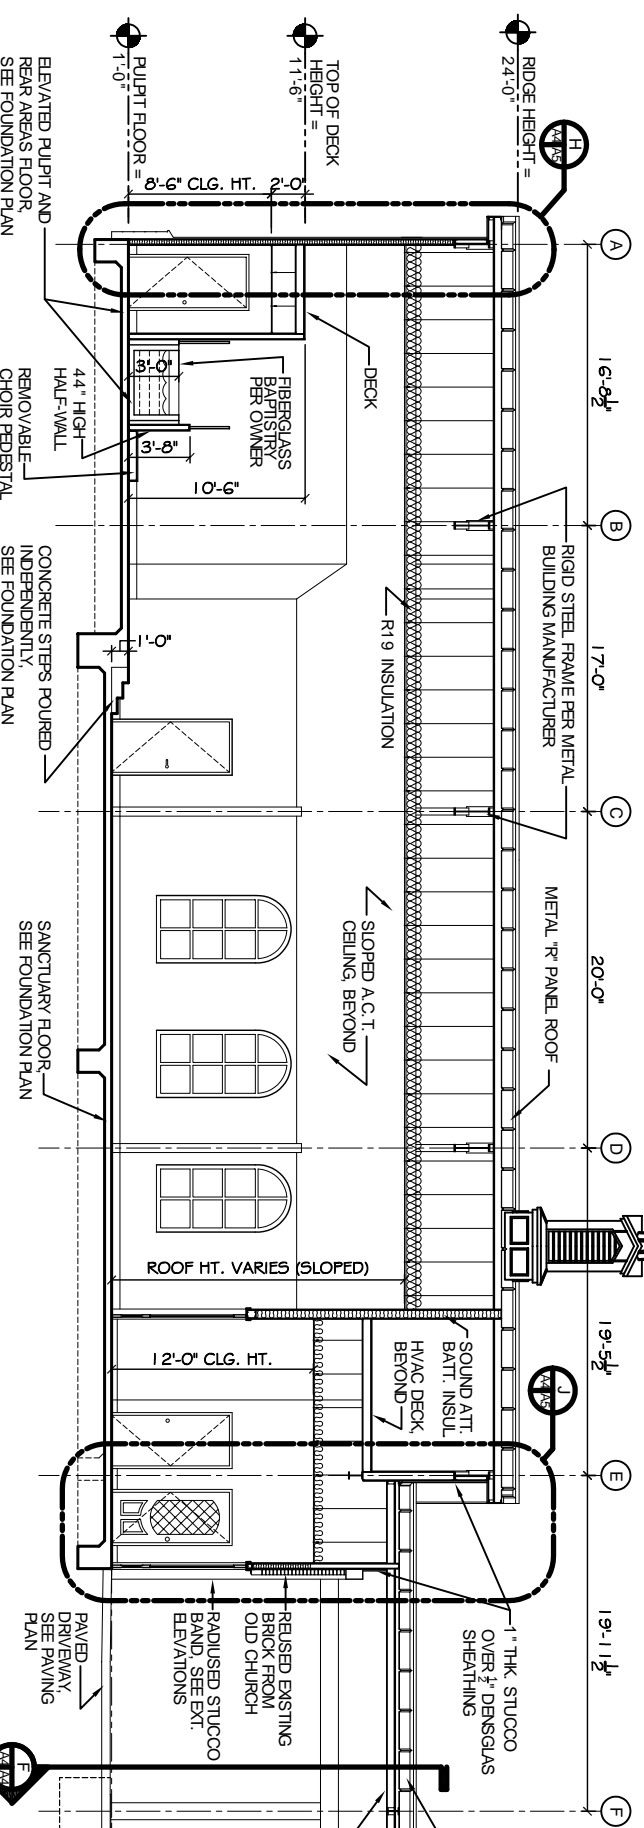 RIDGE HEIGHT =
24'-0"
TOP OF DECK
HEIGHT =
11'-6"
PULPIT FLOOR =
1'-0"
H
A4
A5
A
B
C
D
E
F
16'-8½"
17'-0"
20'-0"
19'-5½"
19'-11½"
8'-6" CLG. HT.
2'-0"
DECK
FIBERGLASS
BAPTISTRY
PER OWNER
3'-0"
3'-8"
10'-6"
1'-0"
44" HIGH
HALF-WALL
REMOVABLE
CHOIR PEDESTAL
ELEVATED PULPIT AND
REAR AREAS FLOOR,
SEE FOUNDATION PLAN
CONCRETE STEPS POURED
INDEPENDENTLY,
SEE FOUNDATION PLAN
RIGID STEEL FRAME PER METAL
BUILDING MANUFACTURER
R19 INSULATION
METAL "R" PANEL ROOF
SLOPED A.C.T.
CEILING, BEYOND
SANCTUARY FLOOR,
SEE FOUNDATION PLAN
ROOF HT. VARIES (SLOPED)
12'-0" CLG. HT.
SOUND ATT.
BATT. INSUL
HVAC DECK,
BEYOND
J
A4
A5
1" THK. STUCCO
OVER ½" DENSGLAS
SHEATHING
REUSED EXISTING
BRICK FROM
OLD CHURCH
RADIUSED STUCCO
BAND, SEE EXT.
ELEVATIONS
PAVED
DRIVEWAY,
SEE PAVING
PLAN
F
A4
A4